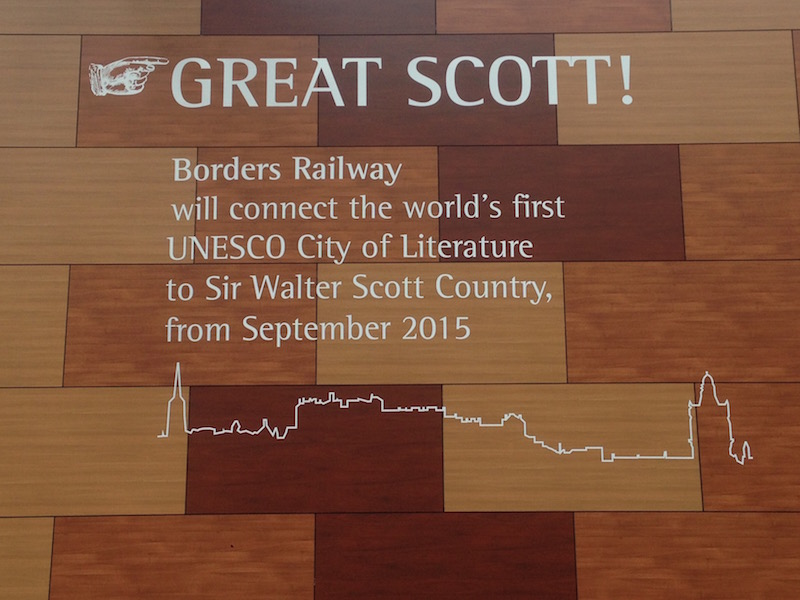 GREAT SCOTT!
Borders Railway
will connect the world's first
UNESCO City of Literature
to Sir Walter Scott Country,
from September 2015